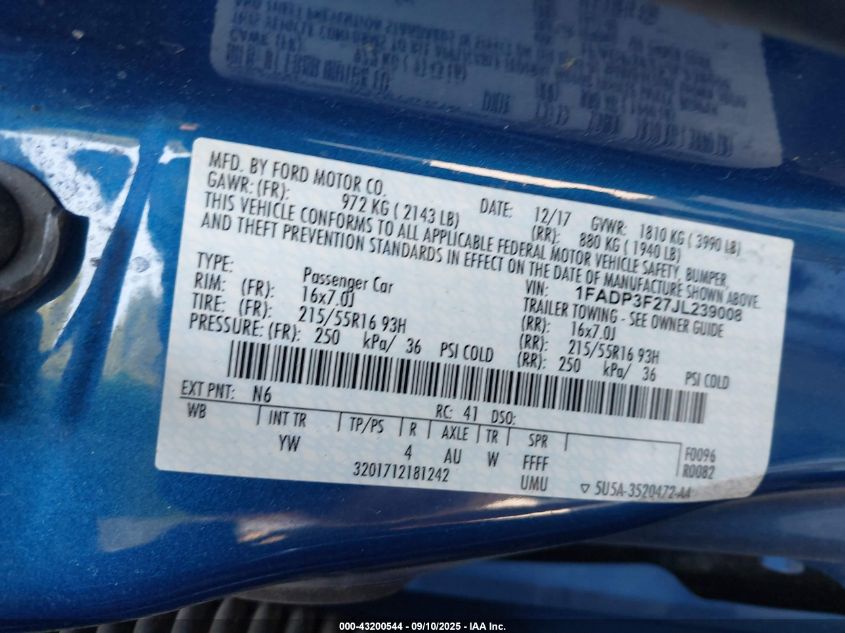 MFD. BY FORD MOTOR CO.
DATE: 12/17 GVWR: 1810 KG ( 3990 LB)
GAWR: (FR): 972 KG ( 2143 LB) (RR): 880 KG ( 1940 LB)
THIS VEHICLE CONFORMS TO ALL APPLICABLE FEDERAL MOTOR VEHICLE SAFETY, BUMPER,
AND THEFT PREVENTION STANDARDS IN EFFECT ON THE DATE OF MANUFACTURE SHOWN ABOVE.
VIN: 1FADP3F27JL239008
TYPE: Passenger Car TRAILER TOWING - SEE OWNER GUIDE
RIM: (FR): 16x7.0J (RR): 16x7.0J
TIRE: (FR): 215/55R16 93H (RR): 215/55R16 93H
PRESSURE: (FR): 250 kPa/ 36 PSI COLD (RR): 250 kPa/ 36 PSI COLD
EXT PNT: N6 RC: 41 DSO:
WB INT TR TP/PS R AXLE TR SPR F0096
YW 4 AU W FFFF R0082
3201712181242 UMU ▽ 5U5A-3520472-AA
000-43200544 - 09/10/2025 - IAA Inc.